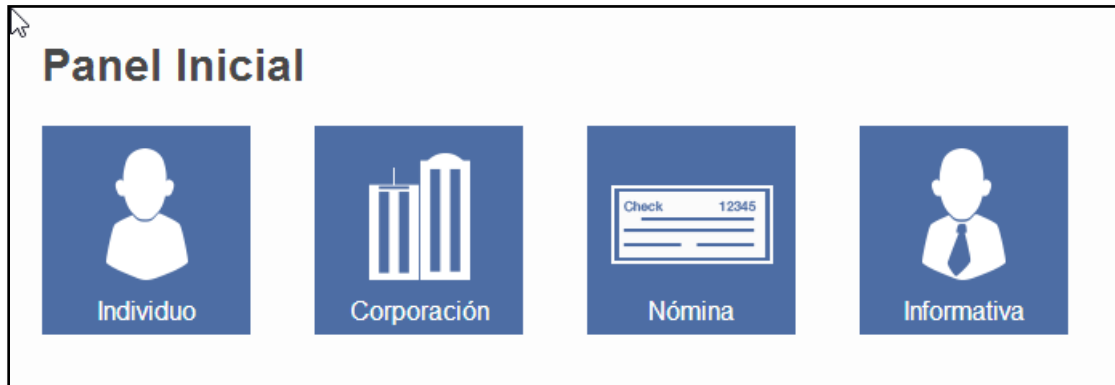 Panel Inicial
Check 12345
Individuo
Corporación
Nómina
Informativa